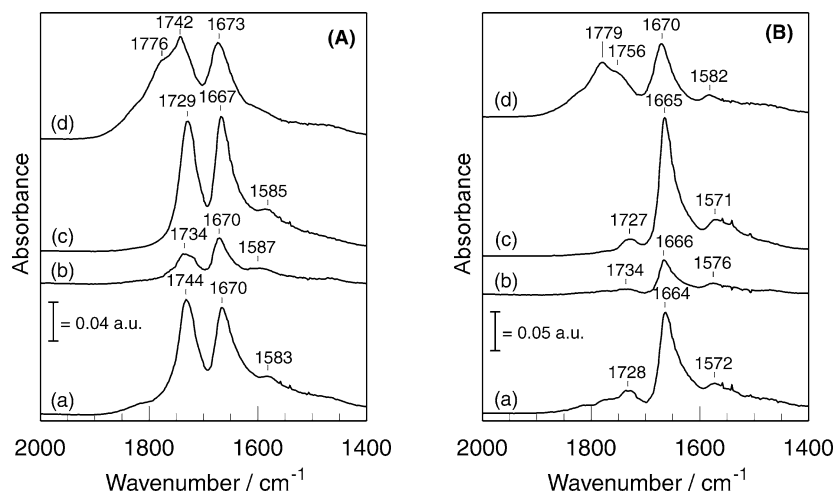 (A)
1742
1776
1673
(d)
1729
1667
1585
(c)
1734
1670
1587
(b)
1744
1670
1583
= 0.04 a.u.
(a)
2000 1800 1600 1400
Wavenumber / cm⁻¹
Absorbance
(B)
1779
1756
1670
1582
(d)
1665
1727
1571
(c)
1734
1666
1576
(b)
1664
1728
1572
= 0.05 a.u.
(a)
2000 1800 1600 1400
Wavenumber / cm⁻¹
Absorbance